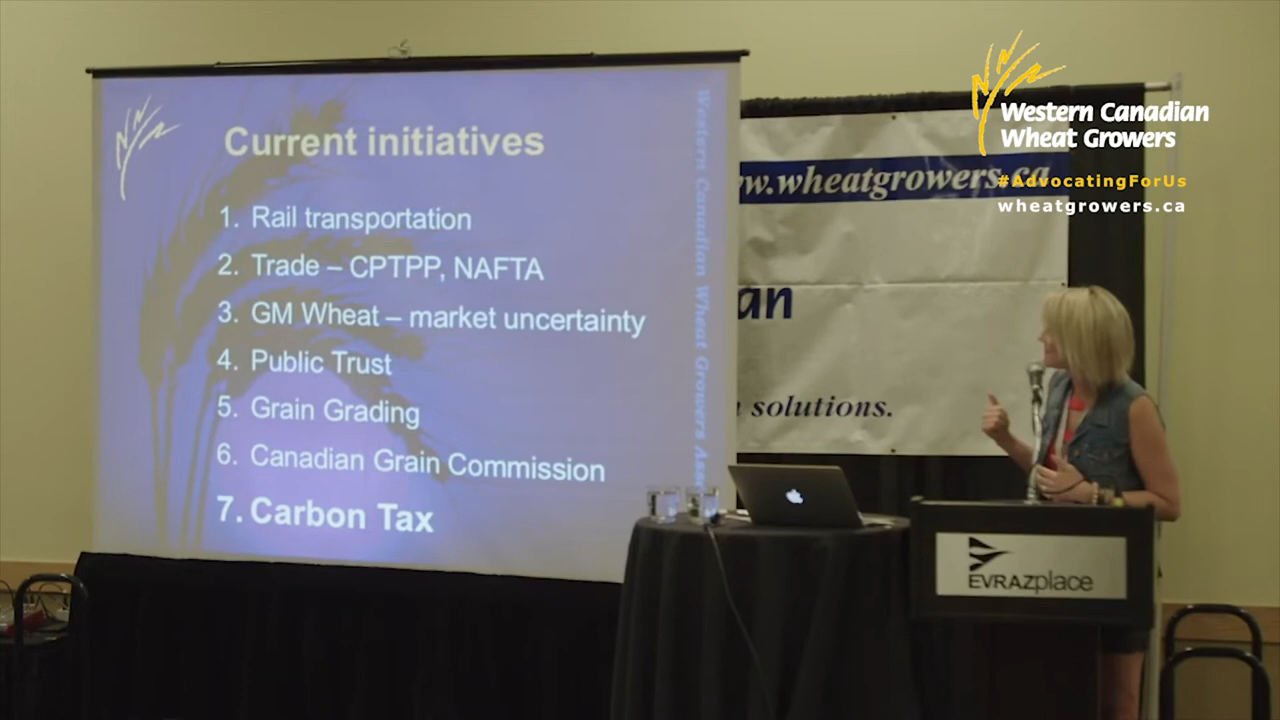 Current initiatives
1. Rail transportation
2. Trade – CPTPP, NAFTA
3. GM Wheat – market uncertainty
4. Public Trust
5. Grain Grading
6. Canadian Grain Commission
7. Carbon Tax
Western Canadian Wheat Growers
Western Canadian
Wheat Growers
#AdvocatingForUs
wheatgrowers.ca
w.wheatgrowers.ca
an
solutions.
EVRAZplace